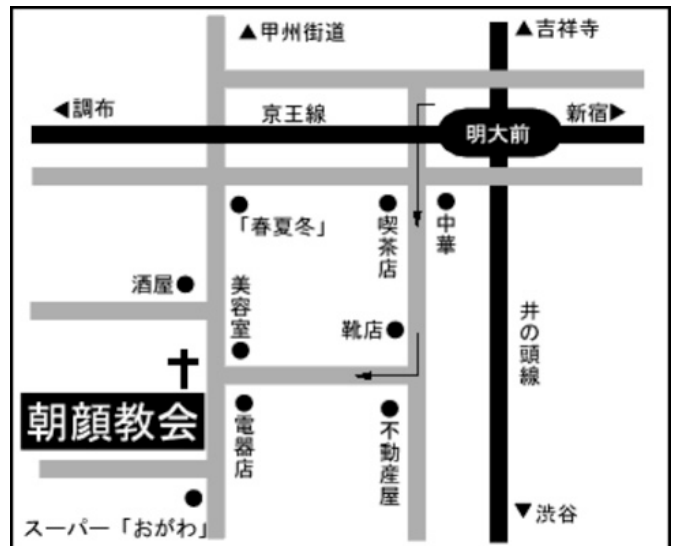 ▲甲州街道
▲吉祥寺
◀調布
京王線
新宿▶
明大前
「春夏冬」
喫茶店
中華
酒屋
美容室
靴店
井の頭線
朝顔教会
電器店
不動産屋
スーパー「おがわ」
▼渋谷